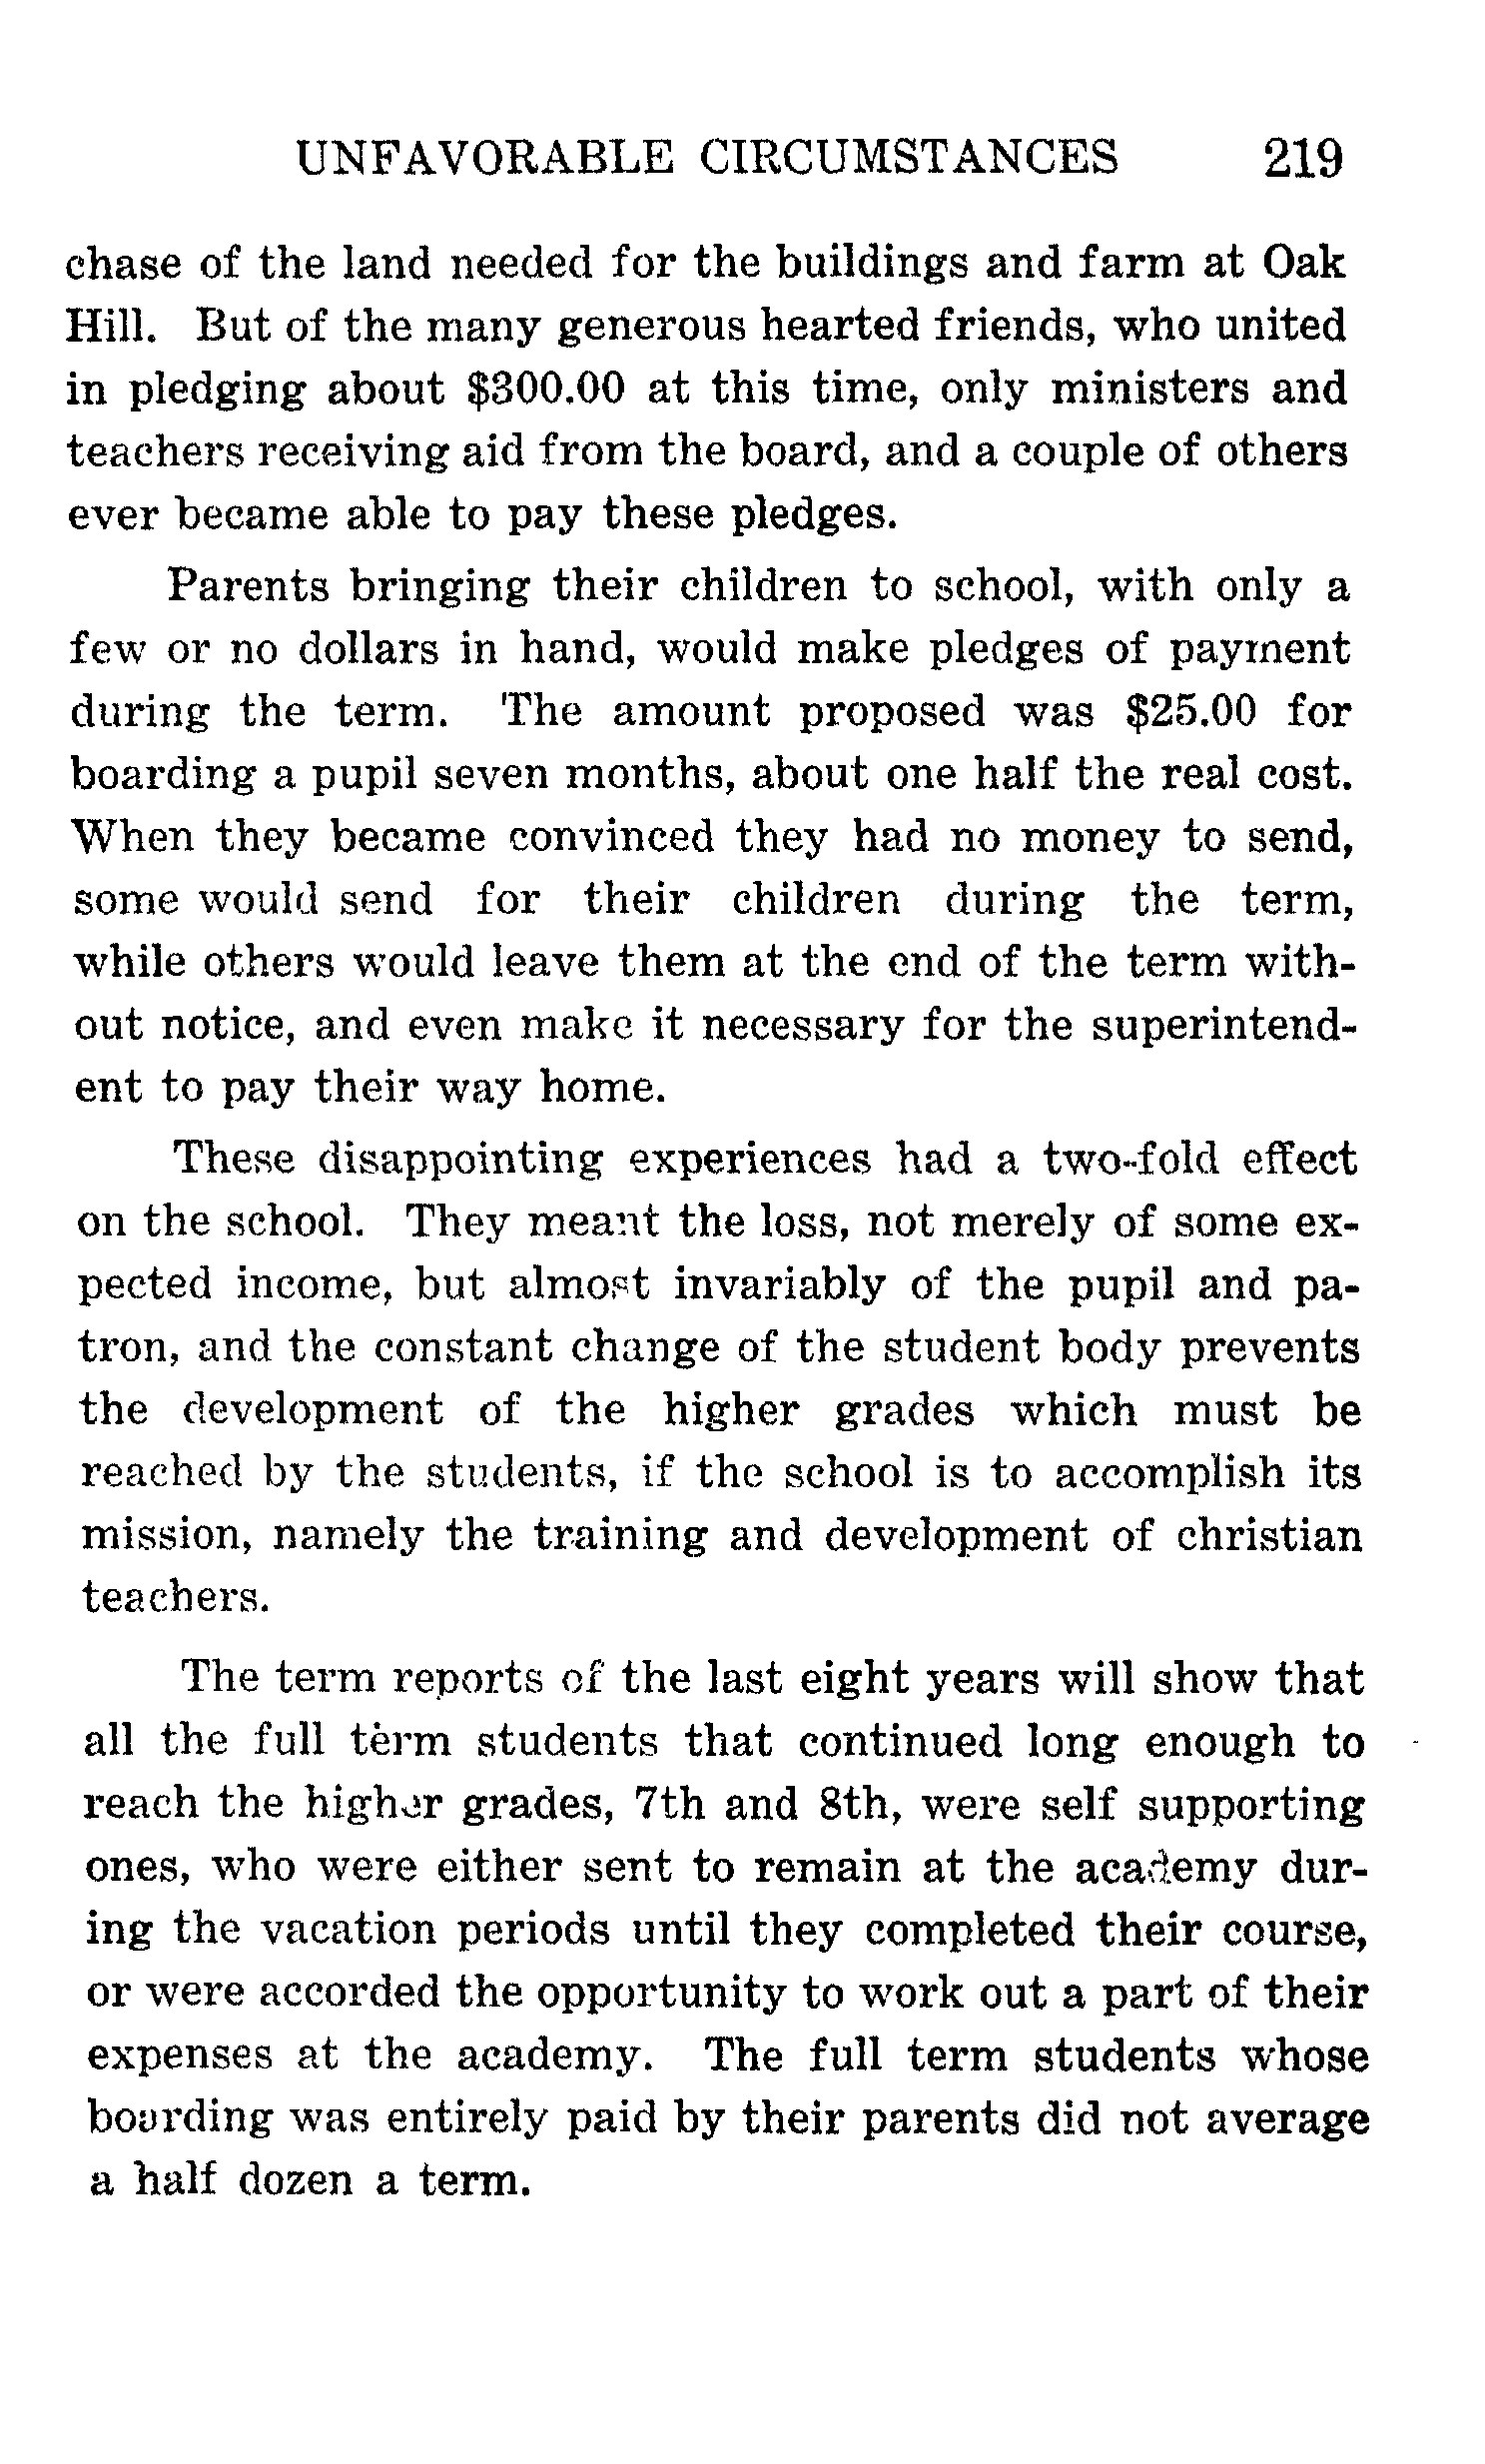 UNFAVORABLE CIRCUMSTANCES 219
chase of the land needed for the buildings and farm at Oak
Hill. But of the many generous hearted friends, who united
in pledging about $300.00 at this time, only ministers and
teachers receiving aid from the board, and a couple of others
ever became able to pay these pledges.
Parents bringing their children to school, with only a
few or no dollars in hand, would make pledges of payment
during the term. The amount proposed was $25.00 for
boarding a pupil seven months, about one half the real cost.
When they became convinced they had no money to send,
some would send for their children during the term,
while others would leave them at the end of the term with-
out notice, and even make it necessary for the superintend-
ent to pay their way home.
These disappointing experiences had a two-fold effect
on the school. They meant the loss, not merely of some ex-
pected income, but almost invariably of the pupil and pa-
tron, and the constant change of the student body prevents
the development of the higher grades which must be
reached by the students, if the school is to accomplish its
mission, namely the training and development of christian
teachers.
The term reports of the last eight years will show that
all the full term students that continued long enough to
reach the higher grades, 7th and 8th, were self supporting
ones, who were either sent to remain at the academy dur-
ing the vacation periods until they completed their course,
or were accorded the opportunity to work out a part of their
expenses at the academy. The full term students whose
boarding was entirely paid by their parents did not average
a half dozen a term.